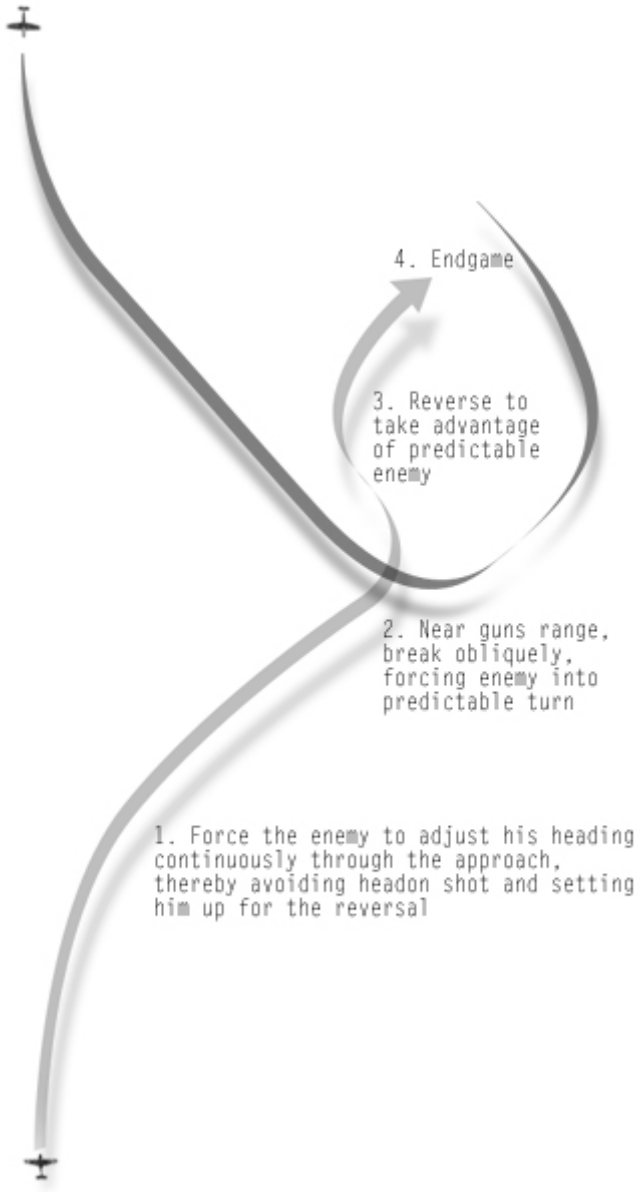 4. Endgame
3. Reverse to
take advantage
of predictable
enemy
2. Near guns range,
break obliquely,
forcing enemy into
predictable turn
1. Force the enemy to adjust his heading
continuously through the approach,
thereby avoiding headon shot and setting
him up for the reversal